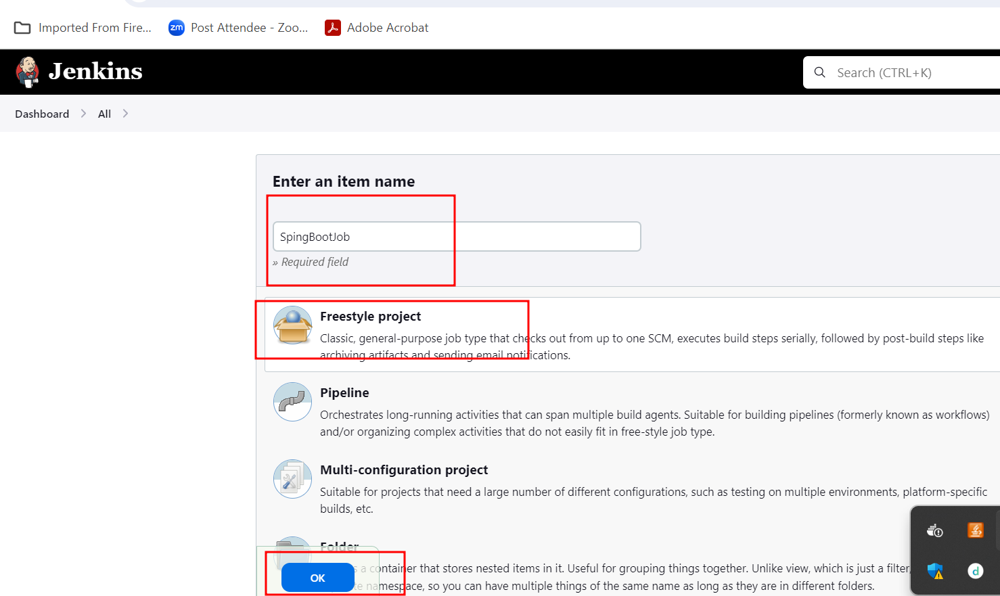 Imported From Fire...
zm Post Attendee - Zoo...
Adobe Acrobat
Jenkins
Search (CTRL+K)
Dashboard
All
Enter an item name
SpingBootJob
» Required field
Freestyle project
Classic, general-purpose job type that checks out from up to one SCM, executes build steps serially, followed by post-build steps like
archiving artifacts and sending email notifications.
Pipeline
Orchestrates long-running activities that can span multiple build agents. Suitable for building pipelines (formerly known as workflows)
and/or organizing complex activities that do not easily fit in free-style job type.
Multi-configuration project
Suitable for projects that need a large number of different configurations, such as testing on multiple environments, platform-specific
builds, etc.
Folder
a container that stores nested items in it. Useful for grouping things together. Unlike view, which is just a filter,
OK
namespace, so you can have multiple things of the same name as long as they are in different folders.
d